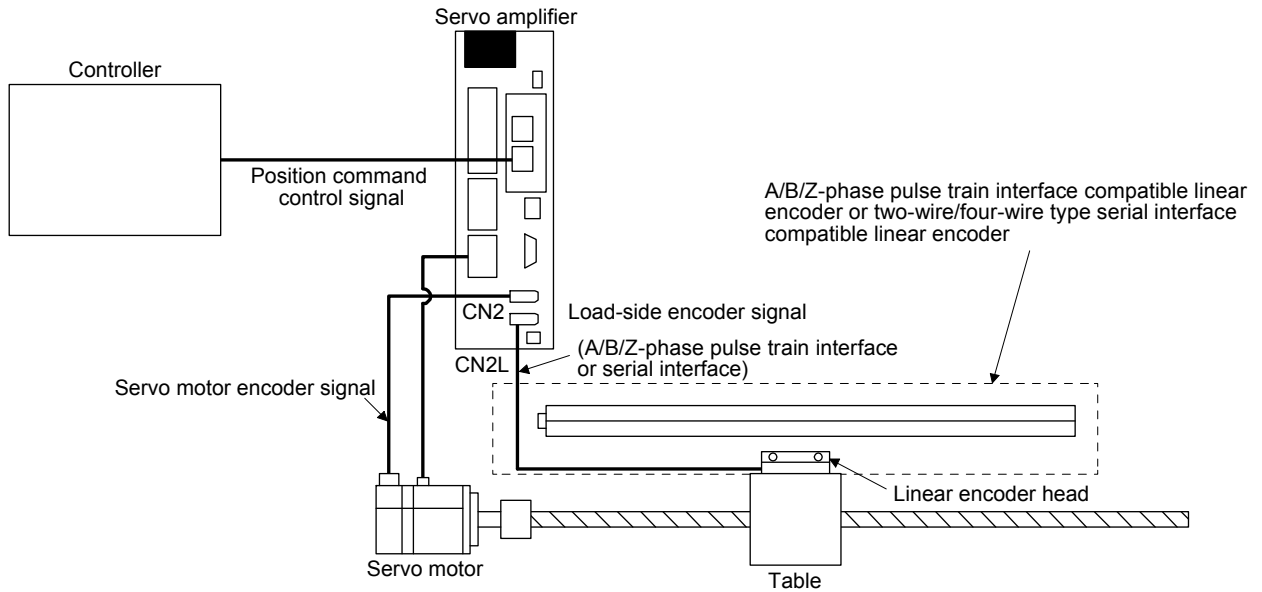 Servo amplifier
Controller
Position command
control signal
A/B/Z-phase pulse train interface compatible linear
encoder or two-wire/four-wire type serial interface
compatible linear encoder
CN2
Load-side encoder signal
(A/B/Z-phase pulse train interface
or serial interface)
CN2L
Servo motor encoder signal
Linear encoder head
Servo motor
Table